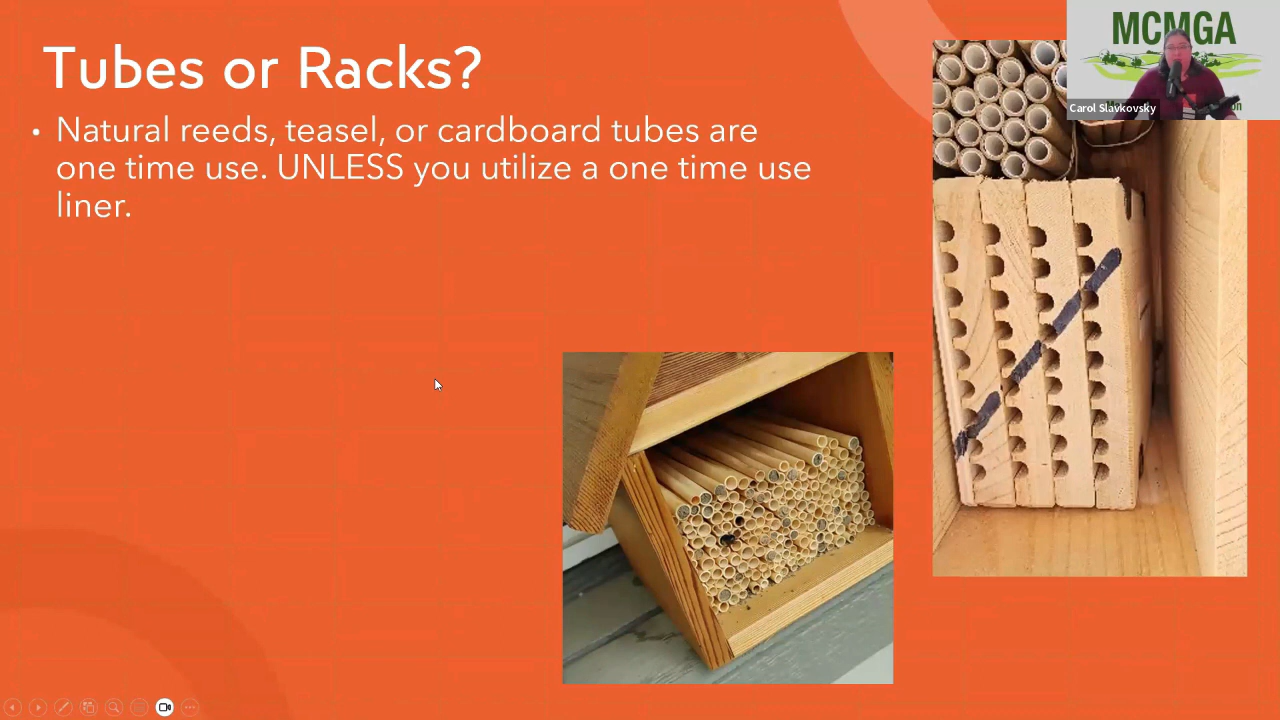 Tubes or Racks?
• Natural reeds, teasel, or cardboard tubes are
one time use. UNLESS you utilize a one time use
liner.
MCMGA
Carol Slavkovsky